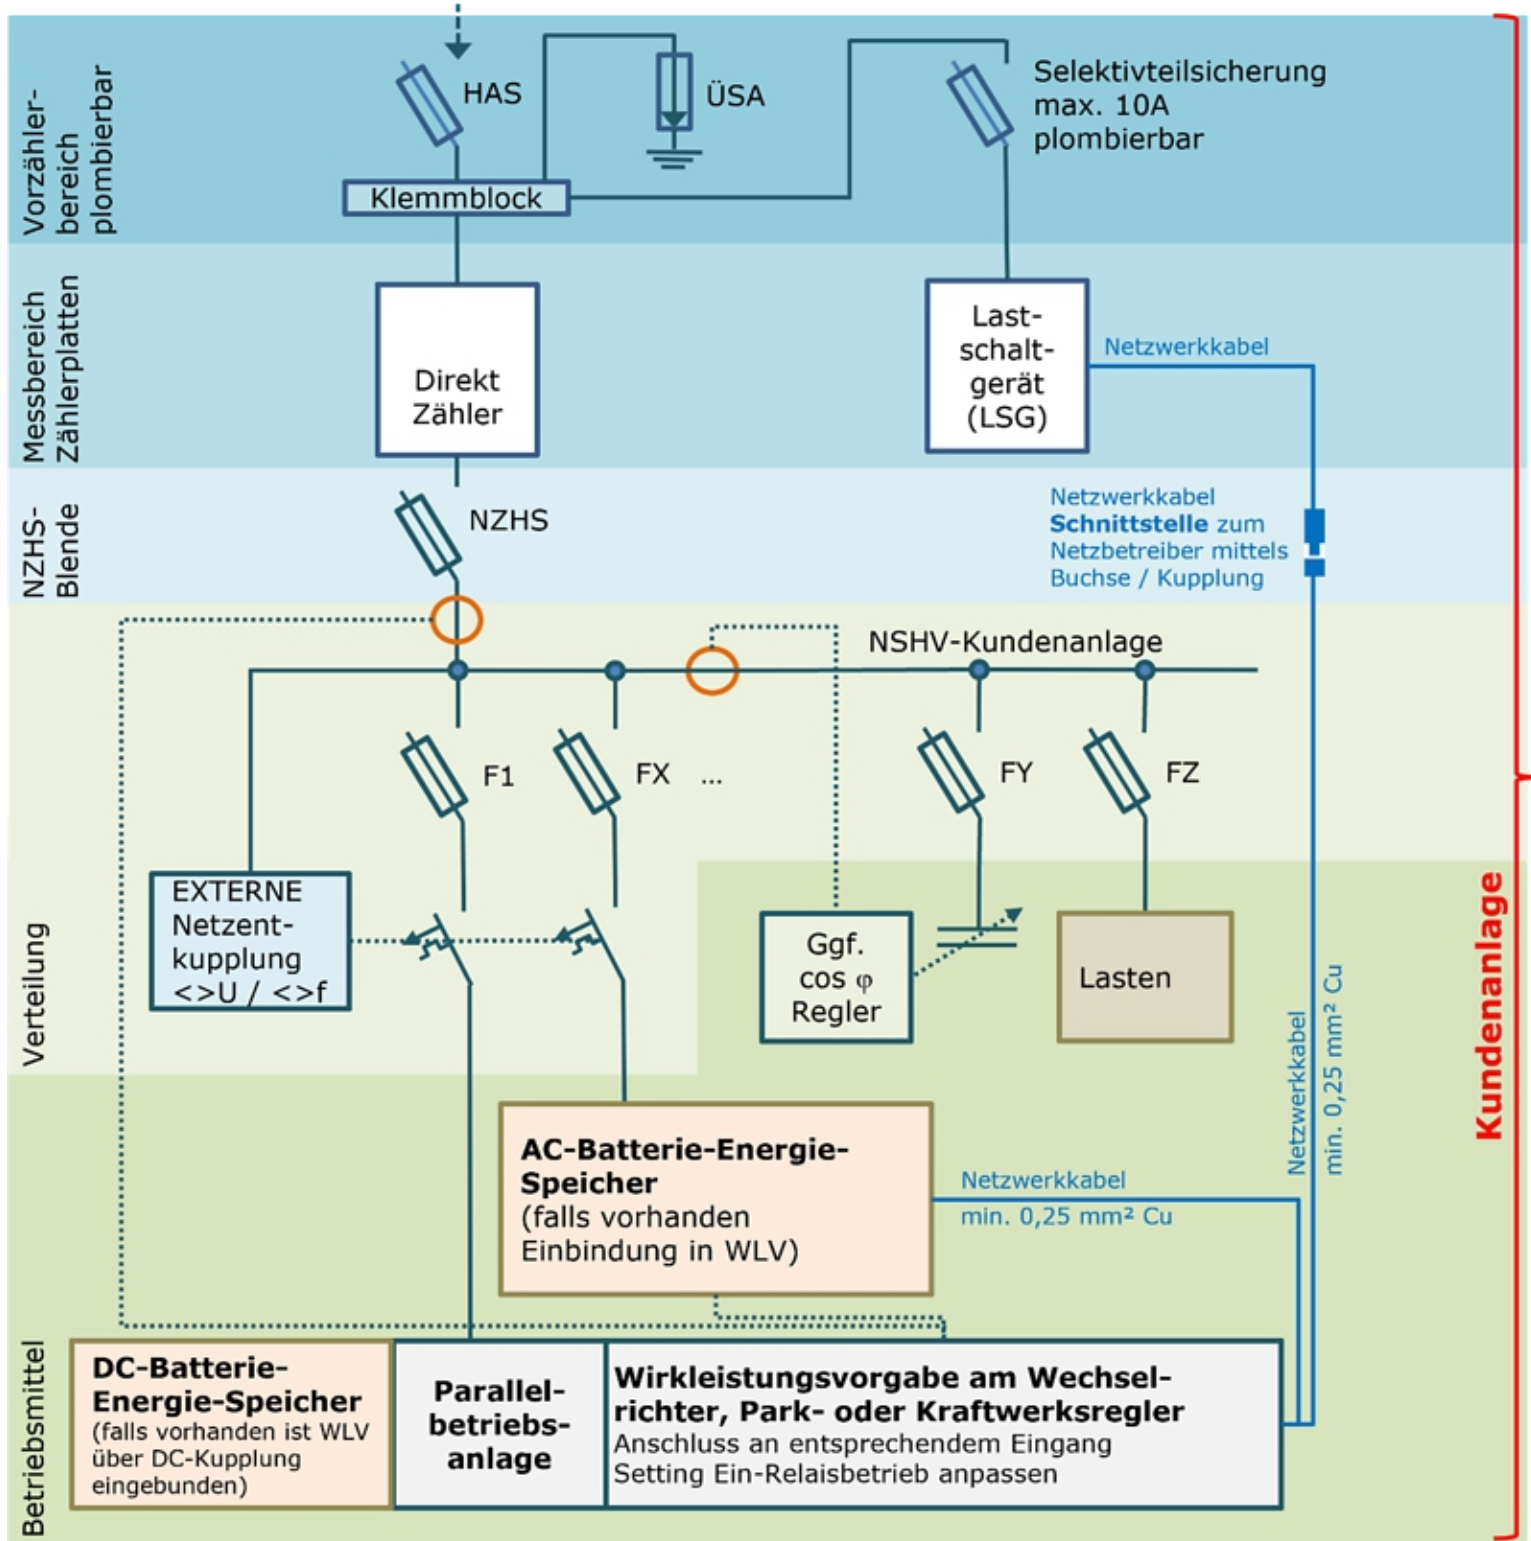 Vorzähler-
bereich
plombierbar
HAS
ÜSA
Selektivteilsicherung
max. 10A
plombierbar
Klemmblock
Messbereich
Zählerplatten
Direkt
Zähler
Last-
schalt-
gerät
(LSG)
Netzwerkkabel
NZHS-
Blende
NZHS
Netzwerkkabel
Schnittstelle zum
Netzbetreiber mittels
Buchse / Kupplung
NSHV-Kundenanlage
F1
FX ...
FY
FZ
Verteilung
EXTERNE
Netzent-
kupplung
<>U / <>f
Ggf.
cos φ
Regler
Lasten
Netzwerkkabel
min. 0,25 mm² Cu
Kundenanlage
AC-Batterie-Energie-
Speicher
(falls vorhanden
Einbindung in WLV)
Netzwerkkabel
min. 0,25 mm² Cu
Betriebsmittel
DC-Batterie-
Energie-Speicher
(falls vorhanden ist WLV
über DC-Kupplung
eingebunden)
Parallel-
betriebs-
anlage
Wirkleistungsvorgabe am Wechsel-
richter, Park- oder Kraftwerksregler
Anschluss an entsprechendem Eingang
Setting Ein-Relaisbetrieb anpassen